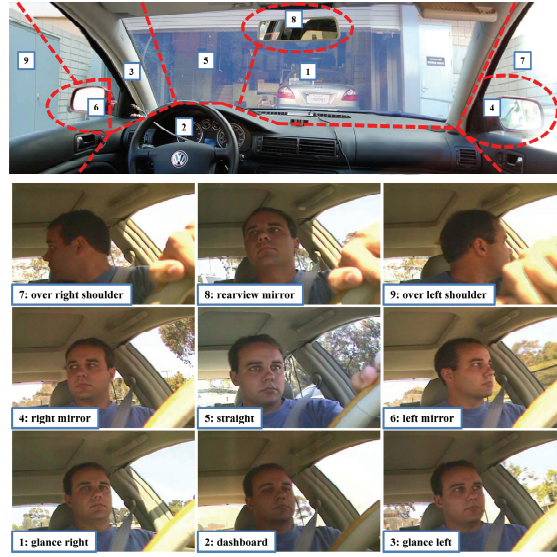 8
9
3
5
1
7
6
2
4
7: over right shoulder
8: rearview mirror
9: over left shoulder
4: right mirror
5: straight
6: left mirror
1: glance right
2: dashboard
3: glance left